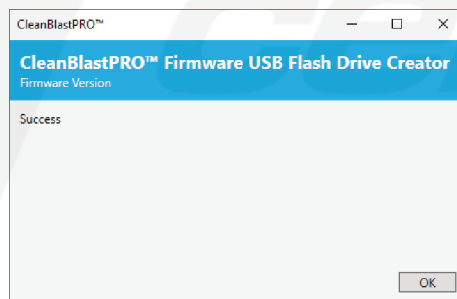 CleanBlastPRO™
CleanBlastPRO™ Firmware USB Flash Drive Creator
Firmware Version
Success
OK